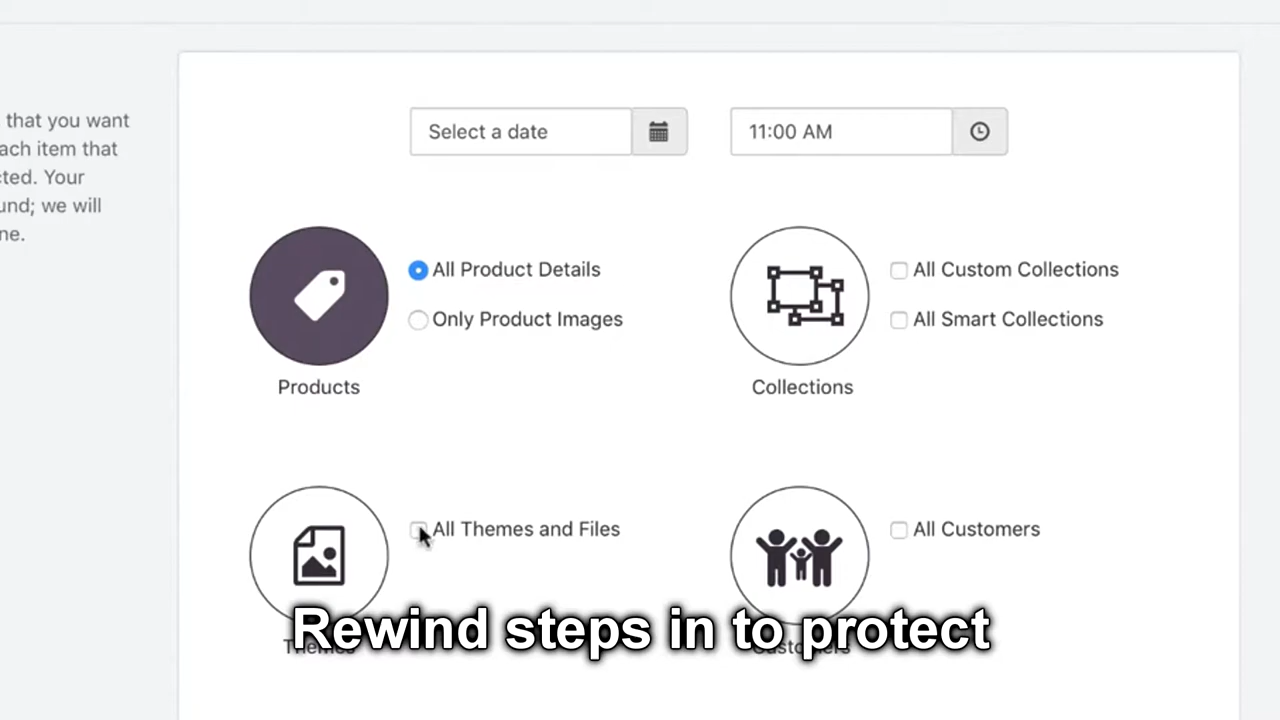 that you want
ach item that
cted. Your
und; we will
ne.
Select a date
11:00 AM
All Product Details
Only Product Images
Products
All Custom Collections
All Smart Collections
Collections
All Themes and Files
All Customers
Themes
Customers
Rewind steps in to protect